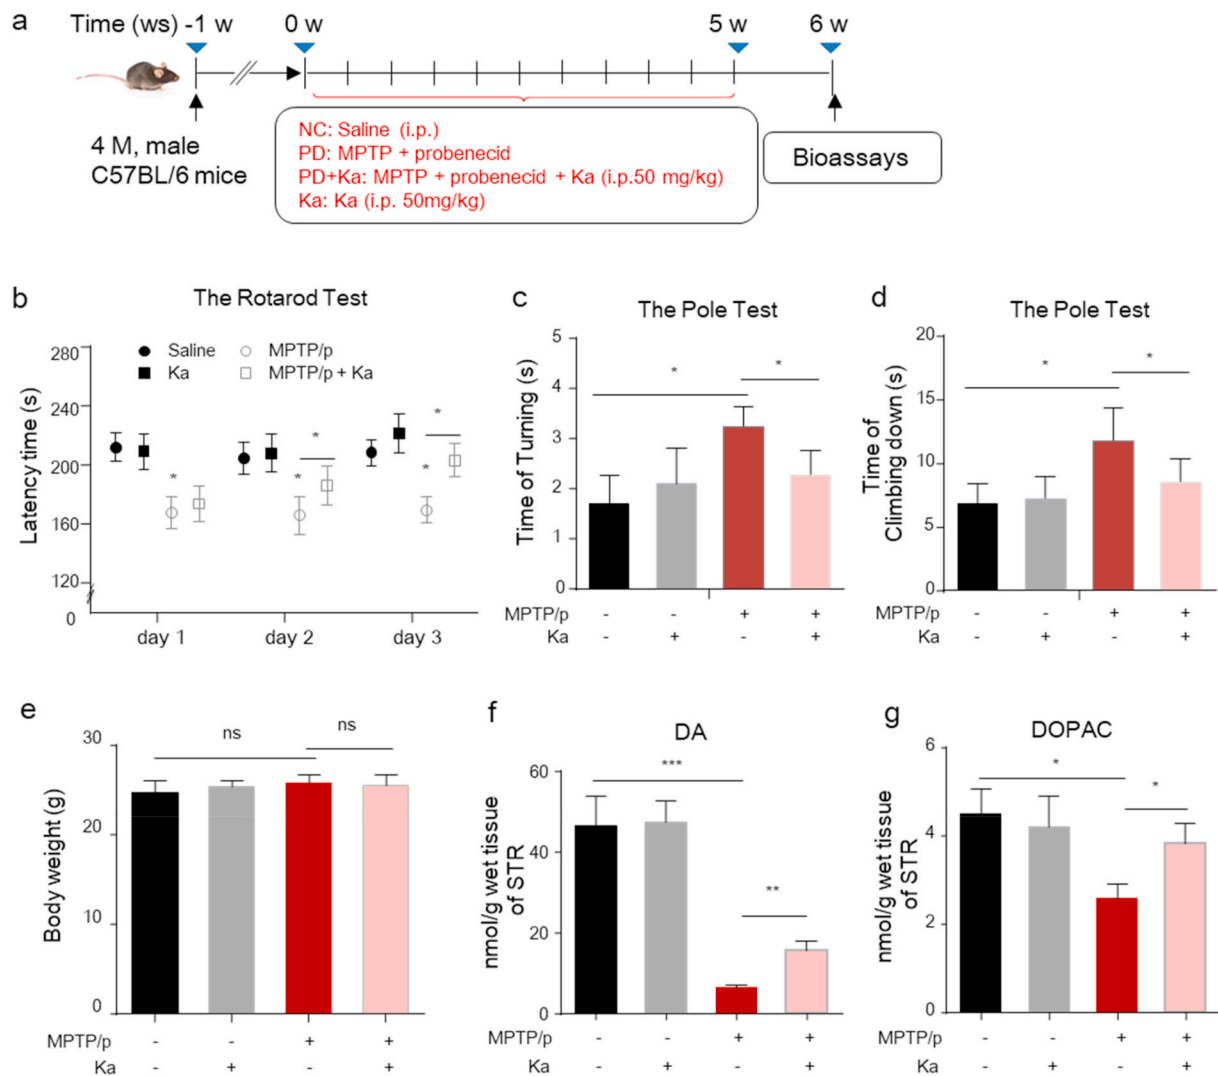 a
Time (ws) -1 w
0 w
5 w
6 w
4 M, male
C57BL/6 mice
NC: Saline (i.p.)
PD: MPTP + probenecid
PD+Ka: MPTP + probenecid + Ka (i.p.50 mg/kg)
Ka: Ka (i.p. 50mg/kg)
Bioassays
b
The Rotarod Test
Saline
MPTP/p
Ka
MPTP/p + Ka
Latency time (s)
280
240
200
160
120
0
*
*
*
*
*
day 1
day 2
day 3
c
The Pole Test
Time of Turning (s)
5
4
3
2
1
0
*
*
MPTP/p - - + +
Ka - + - +
d
The Pole Test
Time of
Climbing down (s)
20
15
10
5
0
*
*
MPTP/p - - + +
Ka - + - +
e
Body weight (g)
30
20
10
0
ns
ns
MPTP/p - - + +
Ka - + - +
f
DA
nmol/g wet tissue
of STR
60
40
20
0
***
**
MPTP/p - - + +
Ka - + - +
g
DOPAC
nmol/g wet tissue
of STR
6
4
2
0
*
*
MPTP/p - - + +
Ka - + - +